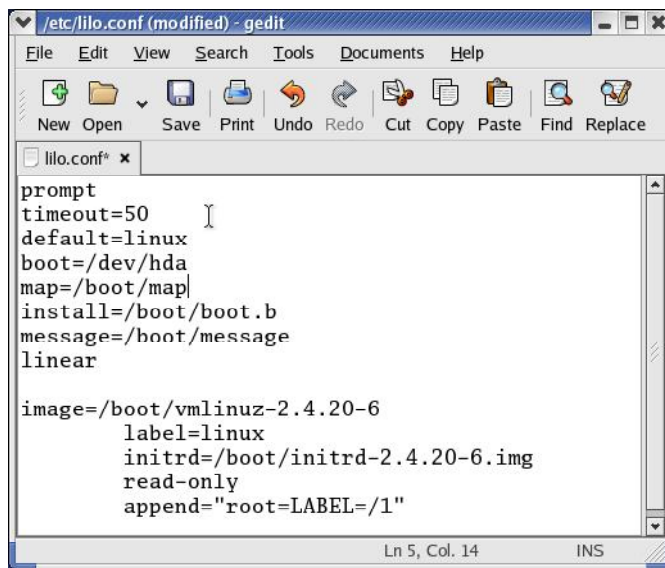 /etc/lilo.conf (modified) - gedit
File Edit View Search Tools Documents Help
New Open Save Print Undo Redo Cut Copy Paste Find Replace
lilo.conf*
prompt
timeout=50
default=linux
boot=/dev/hda
map=/boot/map
install=/boot/boot.b
message=/boot/message
linear
image=/boot/vmlinuz-2.4.20-6
label=linux
initrd=/boot/initrd-2.4.20-6.img
read-only
append="root=LABEL=/1"
Ln 5, Col. 14 INS